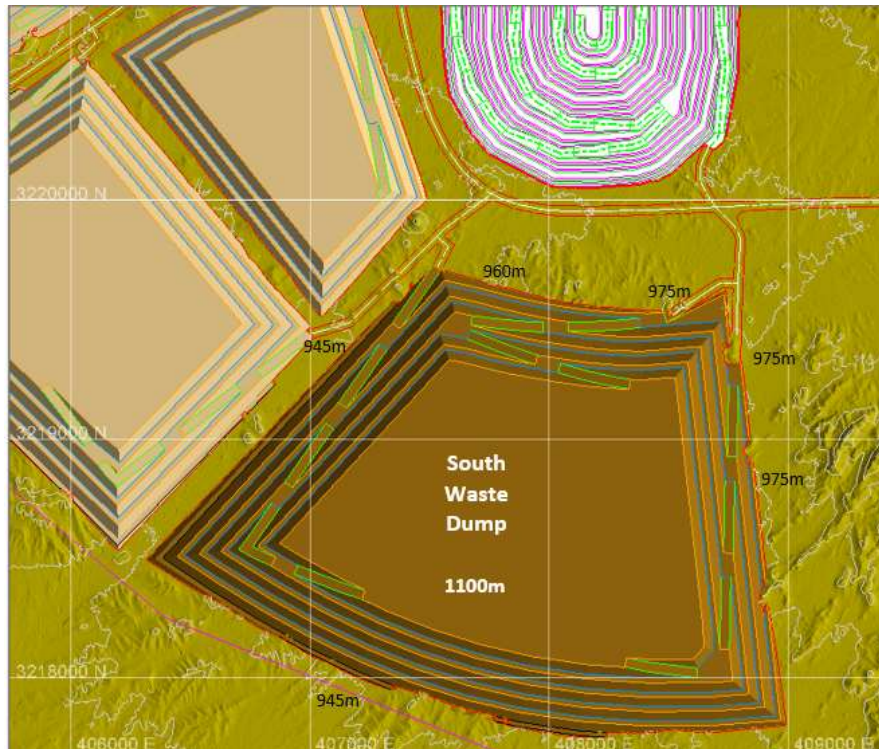 3220000 N
960m
975m
945m
975m
3219000 N
South
Waste
Dump
975m
1100m
3218000 N
945m
406000 E
407000 E
408000 E
409000 E